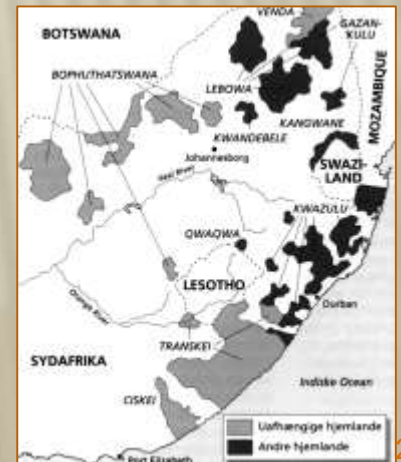 VENDA
BOTSWANA
GAZAN-
KULU
BOPHUTHATSWANA
LEBOWA
MOZAMBIQUE
KANGWANE
KWANDEBELE
Johannesborg
SWAZI-
LAND
Vaal River
KWAZULU
QWAQWA
LESOTHO
Orange River
Durban
TRANSKEI
SYDAFRIKA
Indiske Ocean
CISKEI
Uafhængige hjemlande
Andre hjemlande
Port Elizabeth